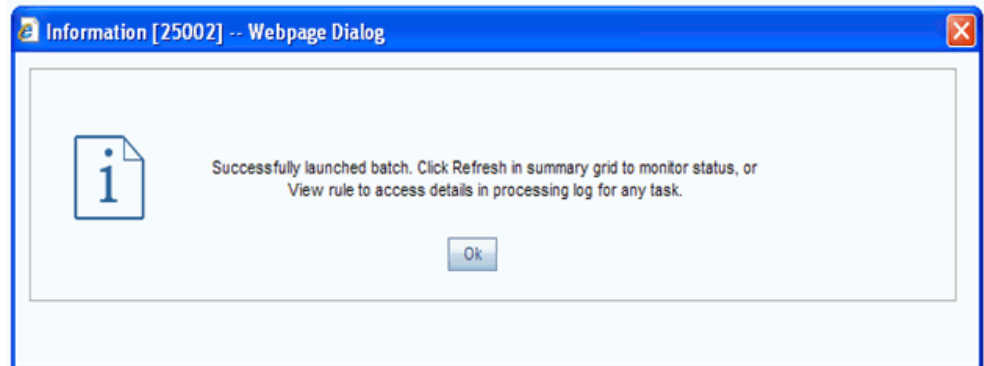 Information [25002] -- Webpage Dialog
Successfully launched batch. Click Refresh in summary grid to monitor status, or
View rule to access details in processing log for any task.
Ok